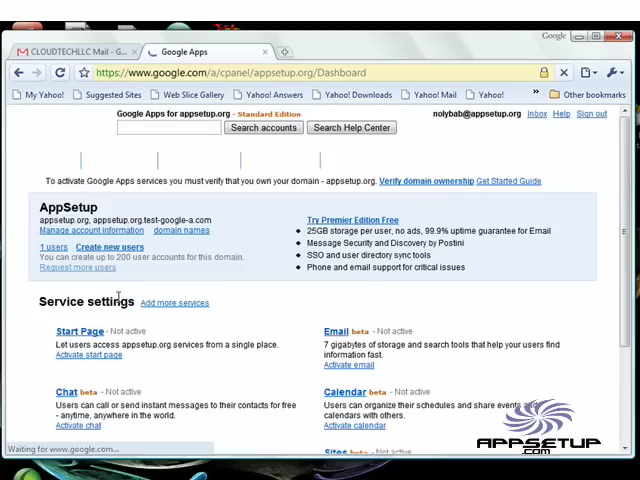 Google
CLOUDTECHLLC Mail - G...
Google Apps
https://www.google.com/a/cpanel/appsetup.org/Dashboard
My Yahoo!
Suggested Sites
Web Slice Gallery
Yahoo! Answers
Yahoo! Downloads
Yahoo! Mail
Yahoo!
»
Other bookmarks
Google Apps for appsetup.org - Standard Edition
nolybab@appsetup.org Inbox Help Sign out
Search accounts Search Help Center
To activate Google Apps services you must verify that you own your domain - appsetup.org. Verify domain ownership Get Started Guide
AppSetup
appsetup.org, appsetup.org.test-google-a.com
Manage account information domain names
1 users Create new users
You can create up to 200 user accounts for this domain.
Request more users
Try Premier Edition Free
25GB storage per user, no ads, 99.9% uptime guarantee for Email
Message Security and Discovery by Postini
SSO and user directory sync tools
Phone and email support for critical issues
Service settings Add more services
Start Page - Not active
Let users access appsetup.org services from a single place.
Activate start page
Email beta - Not active
7 gigabytes of storage and search tools that help your users find
information fast.
Activate email
Chat beta - Not active
Users can call or send instant messages to their contacts for free
- anytime, anywhere in the world.
Activate chat
Calendar beta - Not active
Users can organize their schedules and share events and
calendars with others.
Activate calendar
Sites - Not active
Waiting for www.google.com...
APPSETUP
.COM